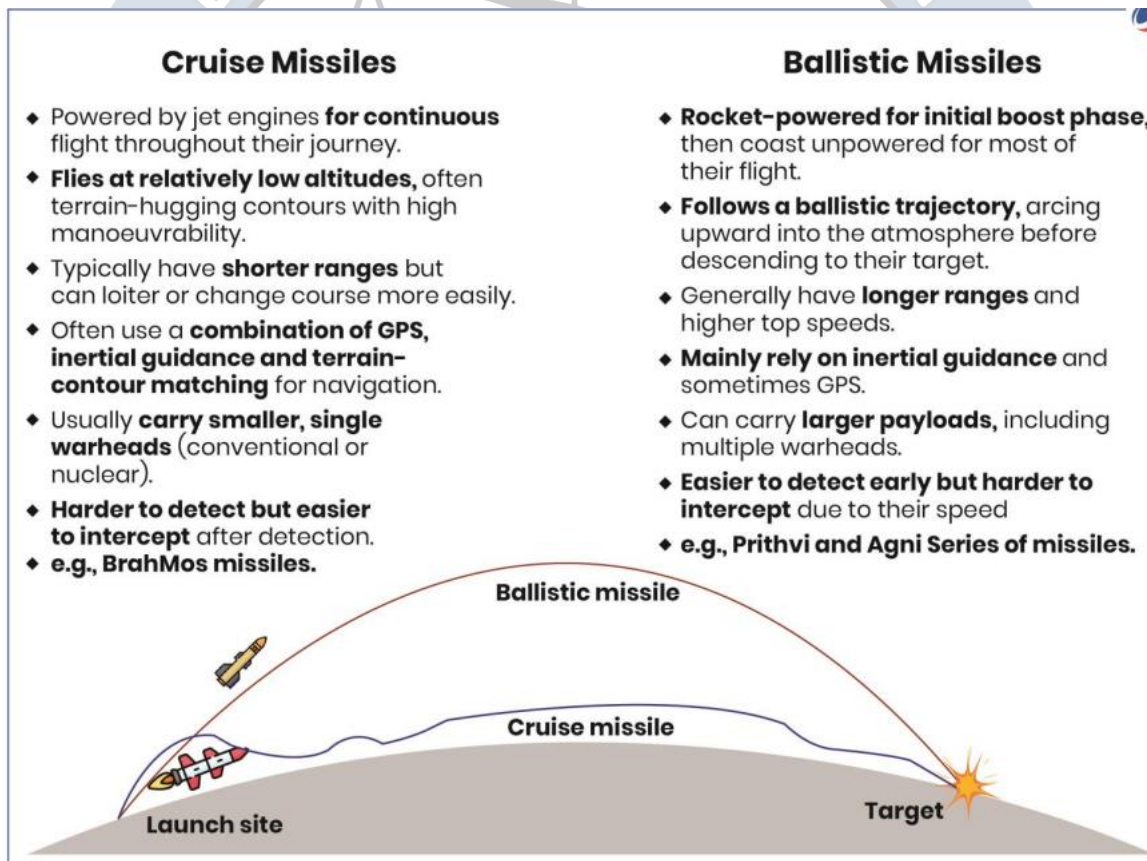 Cruise Missiles
◆ Powered by jet engines for continuous
flight throughout their journey.
◆ Flies at relatively low altitudes, often
terrain-hugging contours with high
manoeuvrability.
◆ Typically have shorter ranges but
can loiter or change course more easily.
◆ Often use a combination of GPS,
inertial guidance and terrain-
contour matching for navigation.
◆ Usually carry smaller, single
warheads (conventional or
nuclear).
◆ Harder to detect but easier
to intercept after detection.
◆ e.g., BrahMos missiles.
Ballistic Missiles
◆ Rocket-powered for initial boost phase,
then coast unpowered for most of
their flight.
◆ Follows a ballistic trajectory, arcing
upward into the atmosphere before
descending to their target.
◆ Generally have longer ranges and
higher top speeds.
◆ Mainly rely on inertial guidance and
sometimes GPS.
◆ Can carry larger payloads, including
multiple warheads.
◆ Easier to detect early but harder to
intercept due to their speed
◆ e.g., Prithvi and Agni Series of missiles.
Ballistic missile
Cruise missile
Launch site
Target